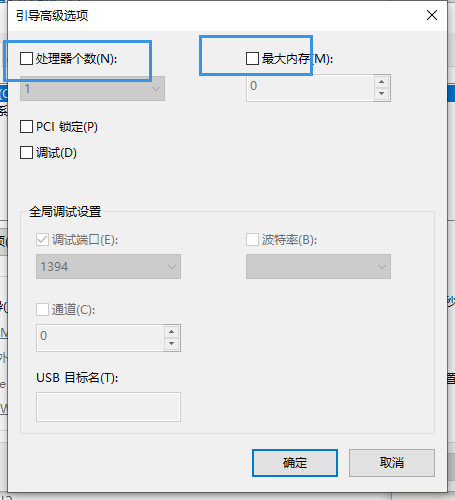 引导高级选项
处理器个数(N):
最大内存(M):
1
0
PCI 锁定(P)
调试(D)
全局调试设置
调试端口(E):
波特率(B):
1394
通道(C):
0
USB 目标名(T):
确定
取消